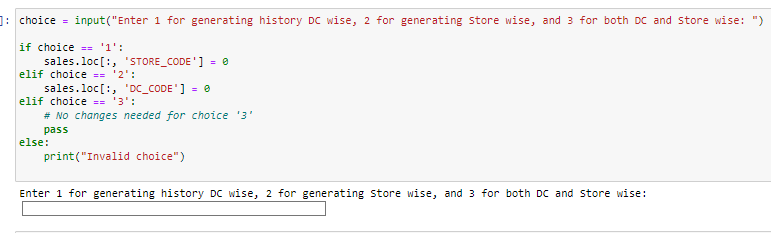 ]: choice = input("Enter 1 for generating history DC wise, 2 for generating Store wise, and 3 for both DC and Store wise: ")
if choice == '1':
    sales.loc[:, 'STORE_CODE'] = 0
elif choice == '2':
    sales.loc[:, 'DC_CODE'] = 0
elif choice == '3':
    # No changes needed for choice '3'
    pass
else:
    print("Invalid choice")
Enter 1 for generating history DC wise, 2 for generating Store wise, and 3 for both DC and Store wise: